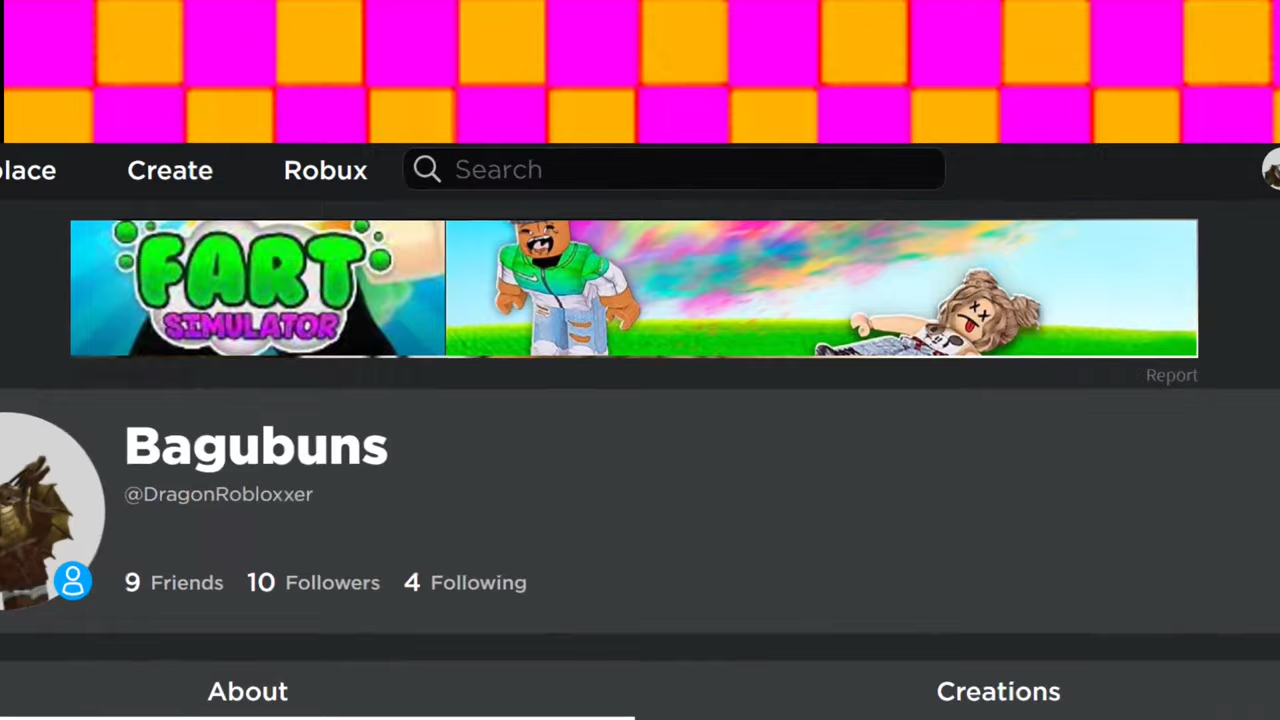 place Create Robux Search
FART
SIMULATOR
Report
Bagubuns
@DragonRobloxxer
9 Friends 10 Followers 4 Following
About Creations